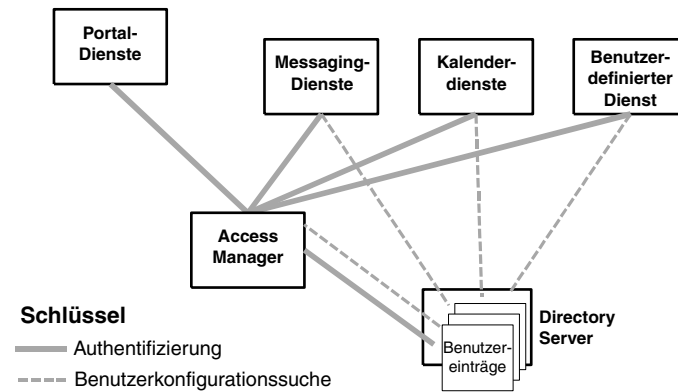 Portal-
Dienste
Messaging-
Dienste
Kalender-
dienste
Benutzer-
definierter
Dienst
Access
Manager
Directory
Server
Benutzer-
einträge
Schlüssel
Authentifizierung
Benutzerkonfigurationssuche